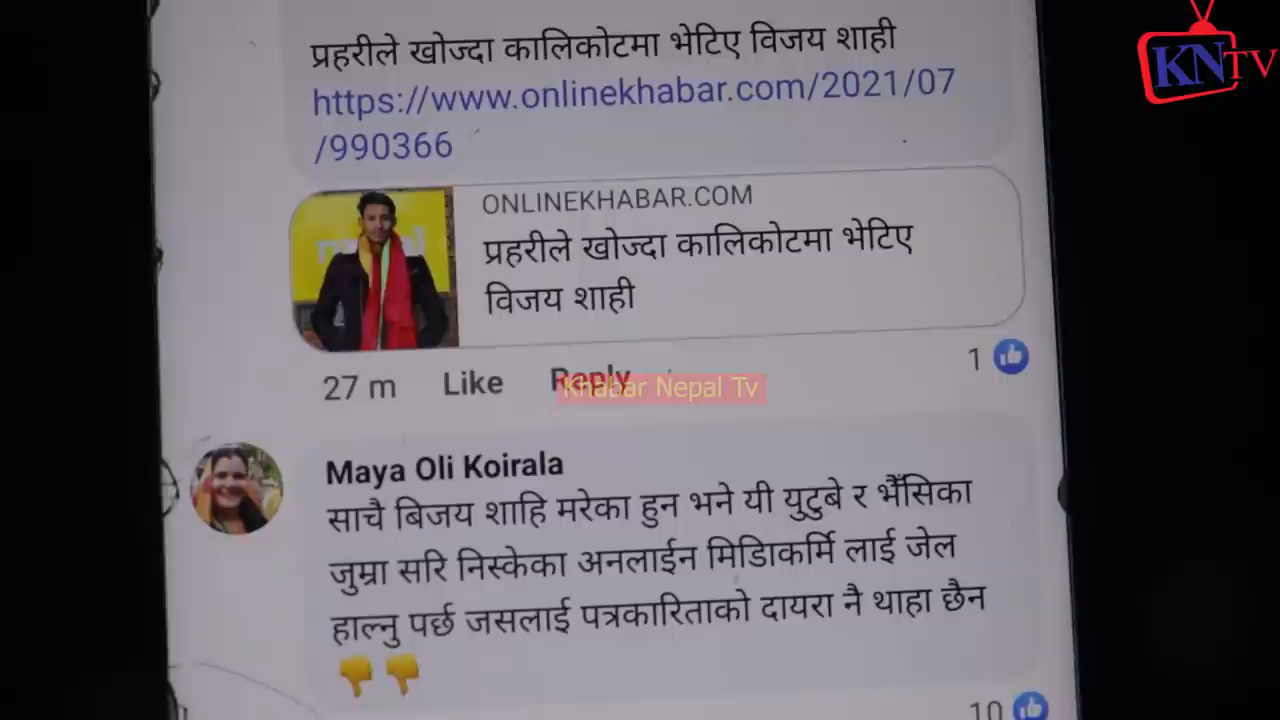 KN TV
प्रहरीले खोज्दा कालिकोटमा भेटिए विजय शाही
https://www.onlinekhabar.com/2021/07
/990366
ONLINEKHABAR.COM
प्रहरीले खोज्दा कालिकोटमा भेटिए
विजय शाही
1
27 m Like Reply
Khabar Nepal Tv
Maya Oli Koirala
साचै बिजय शाहि मरेका हुन भने यी युटुबे र भैँसिका
जुम्रा सरि निस्केका अनलाईन मिडिाकर्मि लाई जेल
हाल्नु पर्छ जसलाई पत्रकारिताको दायरा नै थाहा छैन
👎👎
10